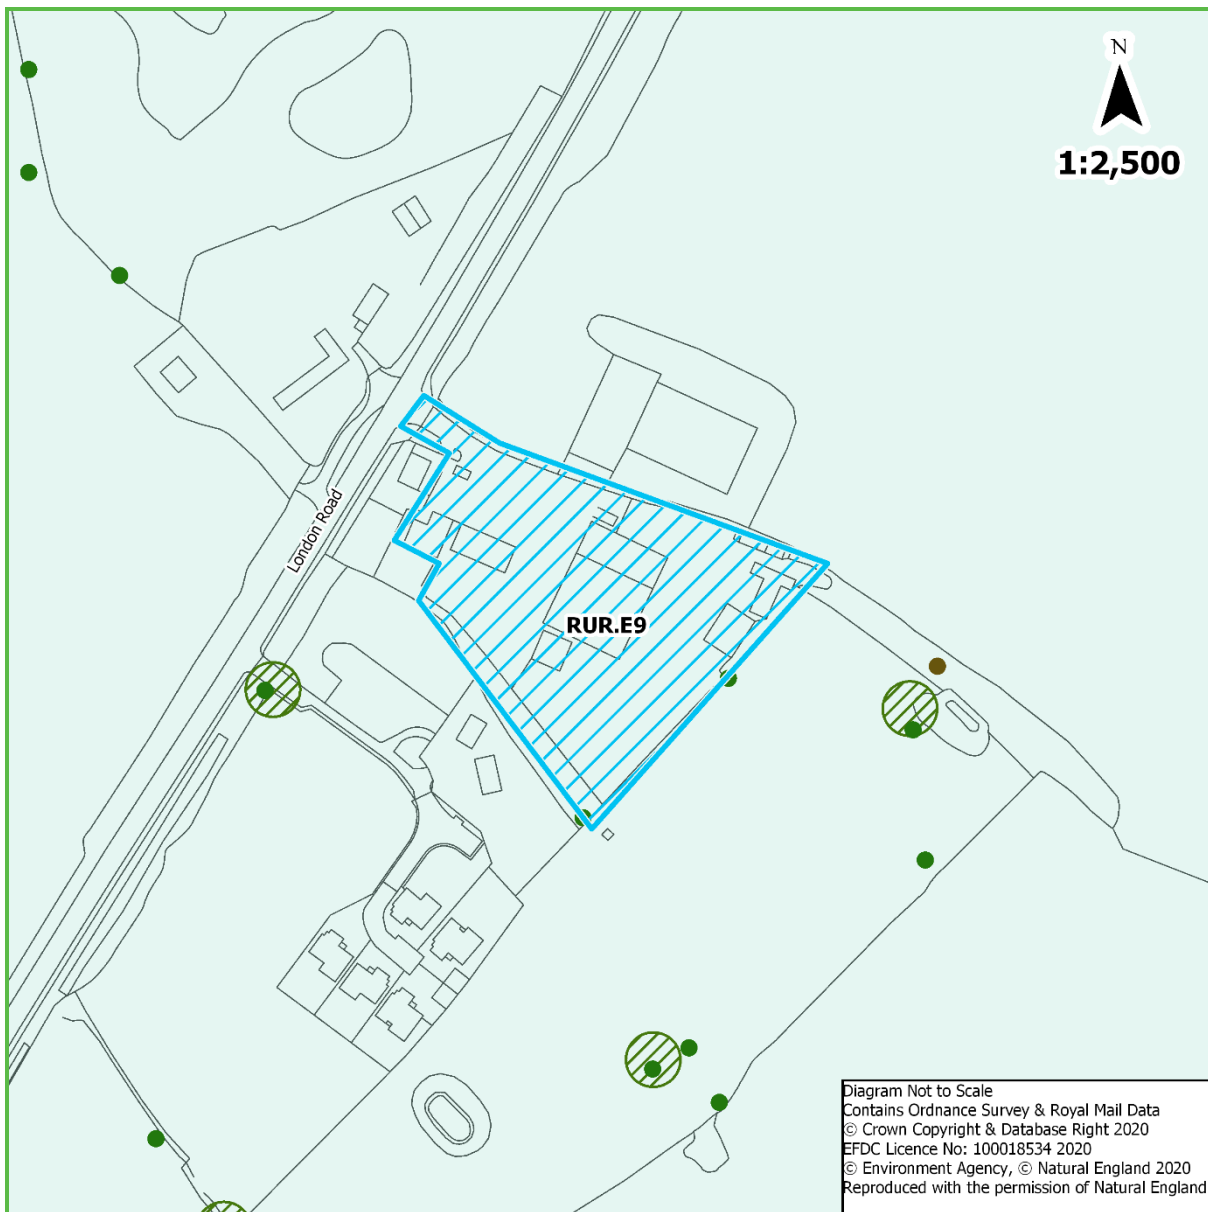 N
1:2,500
London Road
RUR.E9
Diagram Not to Scale
Contains Ordnance Survey & Royal Mail Data
© Crown Copyright & Database Right 2020
EFDC Licence No: 100018534 2020
© Environment Agency, © Natural England 2020
Reproduced with the permission of Natural England